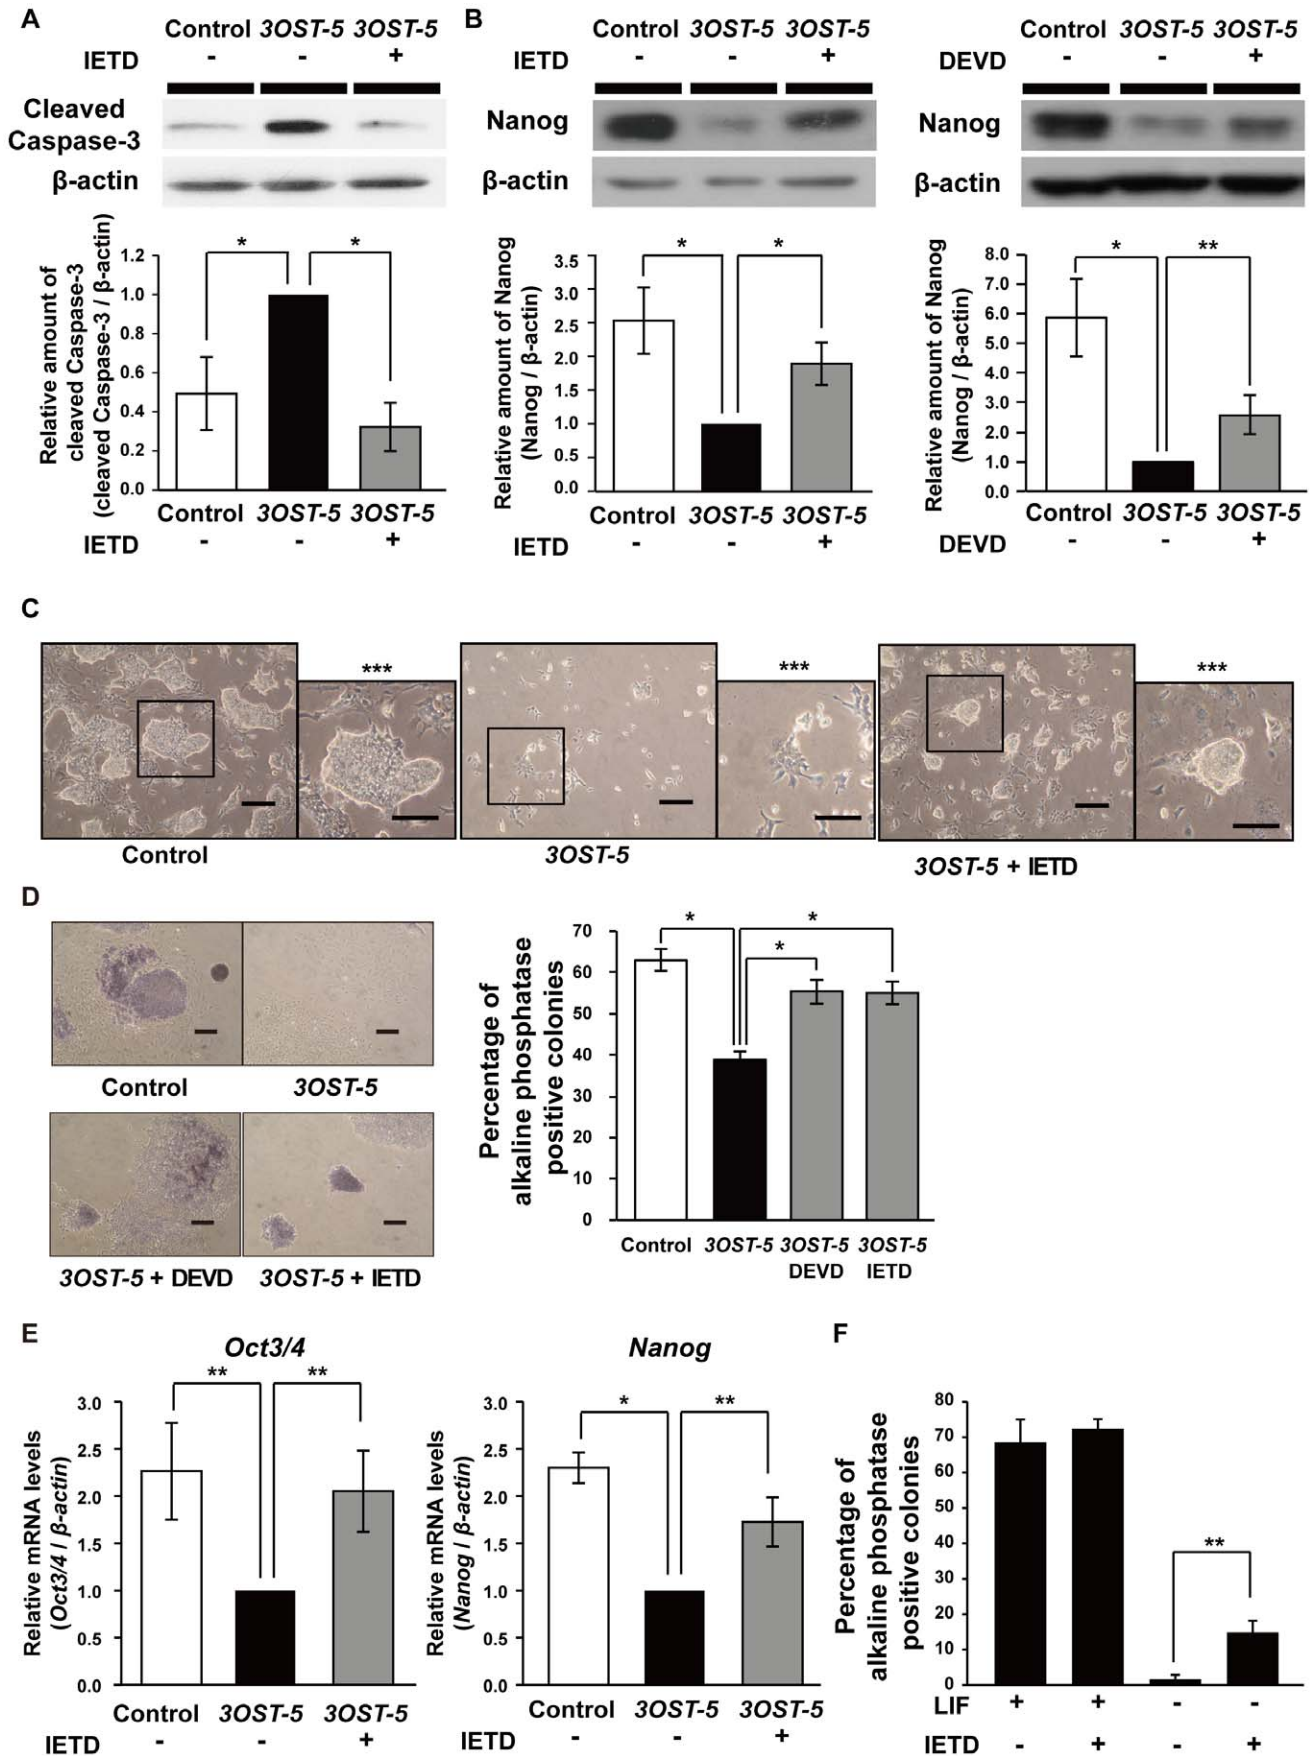 A
Control 3OST-5 3OST-5
IETD - - +
Cleaved
Caspase-3
β-actin
Relative amount of
cleaved Caspase-3
(cleaved Caspase-3 / β-actin)
1.2
1.0
0.8
0.6
0.4
0.2
0.0
* *
Control 3OST-5 3OST-5
IETD - - +
B
Control 3OST-5 3OST-5
IETD - - +
Nanog
β-actin
Relative amount of Nanog
(Nanog / β-actin)
3.5
3.0
2.5
2.0
1.5
1.0
0.5
0.0
* *
Control 3OST-5 3OST-5
IETD - - +
Control 3OST-5 3OST-5
DEVD - - +
Nanog
β-actin
Relative amount of Nanog
(Nanog / β-actin)
8.0
7.0
6.0
5.0
4.0
3.0
2.0
1.0
0.0
* **
Control 3OST-5 3OST-5
DEVD - - +
C
*** *** ***
Control
3OST-5
3OST-5 + IETD
D
Control 3OST-5
3OST-5 + DEVD 3OST-5 + IETD
Percentage of
alkaline phosphatase
positive colonies
70
60
50
40
30
20
10
0
* *
*
Control 3OST-5 3OST-5 3OST-5
DEVD IETD
E
Oct3/4
Relative mRNA levels
(Oct3/4 / β-actin)
3.0
2.5
2.0
1.5
1.0
0.5
0.0
** **
Control 3OST-5 3OST-5
IETD - - +
Nanog
Relative mRNA levels
(Nanog / β-actin)
3.0
2.5
2.0
1.5
1.0
0.5
0.0
* **
Control 3OST-5 3OST-5
IETD - - +
F
Percentage of
alkaline phosphatase
positive colonies
80
70
60
50
40
30
20
10
0
**
LIF + + - -
IETD - + - +